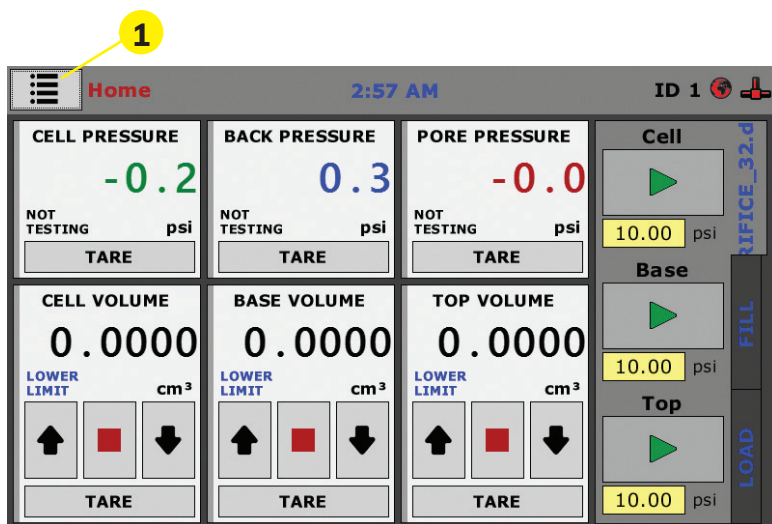 1
Home
2:57 AM
ID 1
CELL PRESSURE
-0.2
NOT
TESTING
psi
TARE
BACK PRESSURE
0.3
NOT
TESTING
psi
TARE
PORE PRESSURE
-0.0
NOT
TESTING
psi
TARE
CELL VOLUME
0.0000
LOWER
LIMIT
cm³
TARE
BASE VOLUME
0.0000
LOWER
LIMIT
cm³
TARE
TOP VOLUME
0.0000
LOWER
LIMIT
cm³
TARE
Cell
10.00 psi
Base
10.00 psi
Top
10.00 psi
RIFICE_32.d
FILL
LOAD